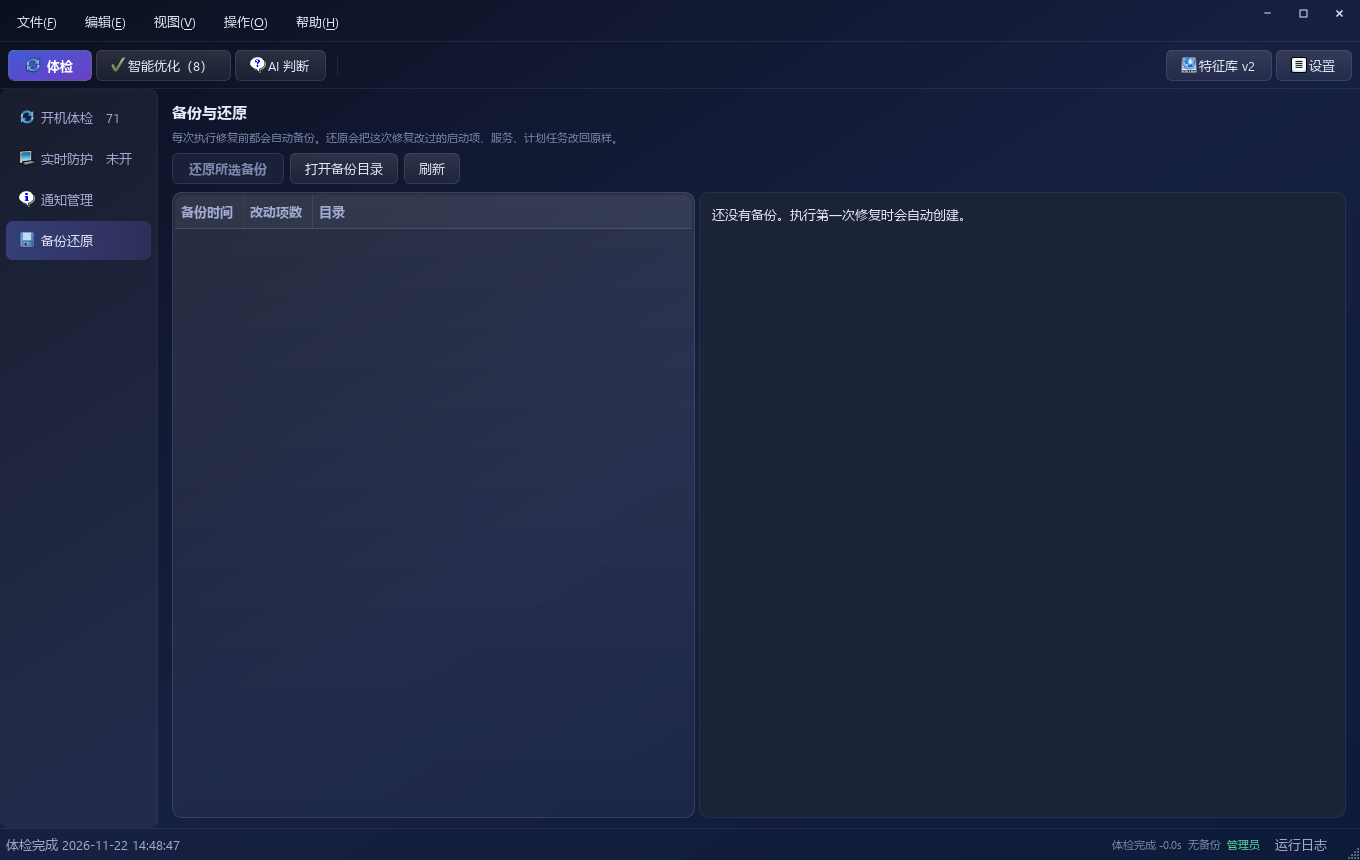 文件(F) 编辑(E) 视图(V) 操作(O) 帮助(H)
体检 智能优化（8） AI 判断 特征库 v2 设置
开机体检 71
实时防护 未开
通知管理
备份还原
备份与还原
每次执行修复前都会自动备份。还原会把这次修复改过的启动项、服务、计划任务改回原样。
还原所选备份 打开备份目录 刷新
备份时间 改动项数 目录
还没有备份。执行第一次修复时会自动创建。
体检完成 2026-11-22 14:48:47 体检完成 -0.0s 无备份 管理员 运行日志